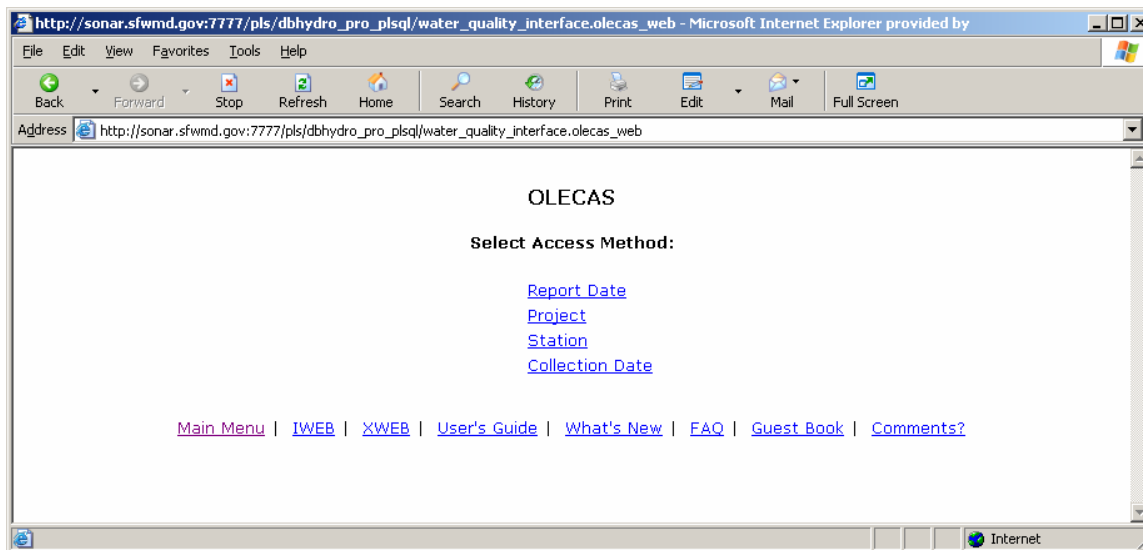 http://sonar.sfwmd.gov:7777/pls/dbhydro_pro_plsql/water_quality_interface.olecas_web - Microsoft Internet Explorer provided by
File Edit View Favorites Tools Help
Back Forward Stop Refresh Home Search History Print Edit Mail Full Screen
Address http://sonar.sfwmd.gov:7777/pls/dbhydro_pro_plsql/water_quality_interface.olecas_web
OLECAS
Select Access Method:
Report Date
Project
Station
Collection Date
Main Menu | IWEB | XWEB | User's Guide | What's New | FAQ | Guest Book | Comments?
Internet